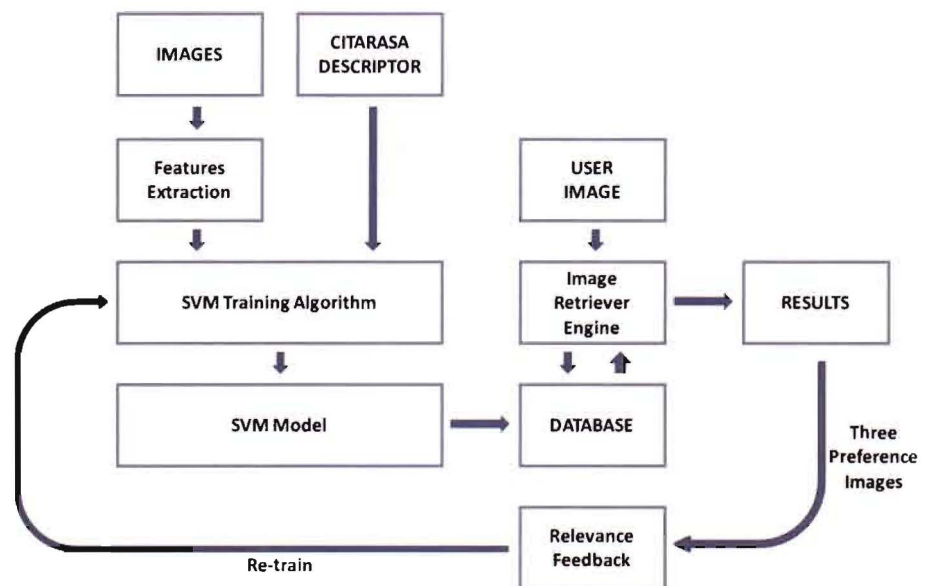 IMAGES
CITARASA
DESCRIPTOR
Features
Extraction
USER
IMAGE
SVM Training Algorithm
Image
Retriever
Engine
RESULTS
SVM Model
DATABASE
Three
Preference
Images
Relevance
Feedback
Re-train